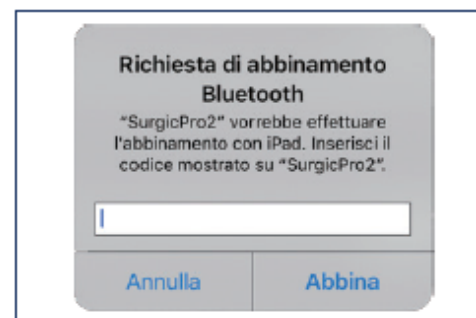 Richiesta di abbinamento
Bluetooth
“SurgicPro2” vorrebbe effettuare
l'abbinamento con iPad. Inserisci il
codice mostrato su “SurgicPro2”.
Annulla Abbina